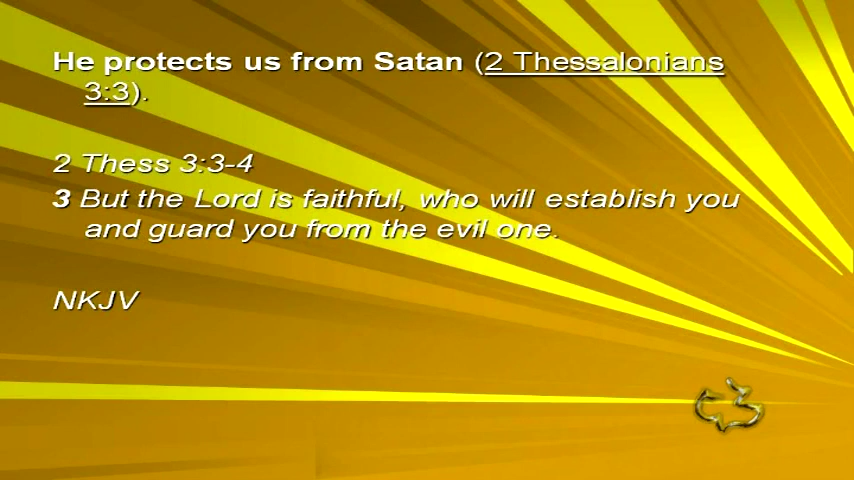 He protects us from Satan (2 Thessalonians
3:3).
2 Thess 3:3-4
3 But the Lord is faithful, who will establish you
and guard you from the evil one.
NKJV